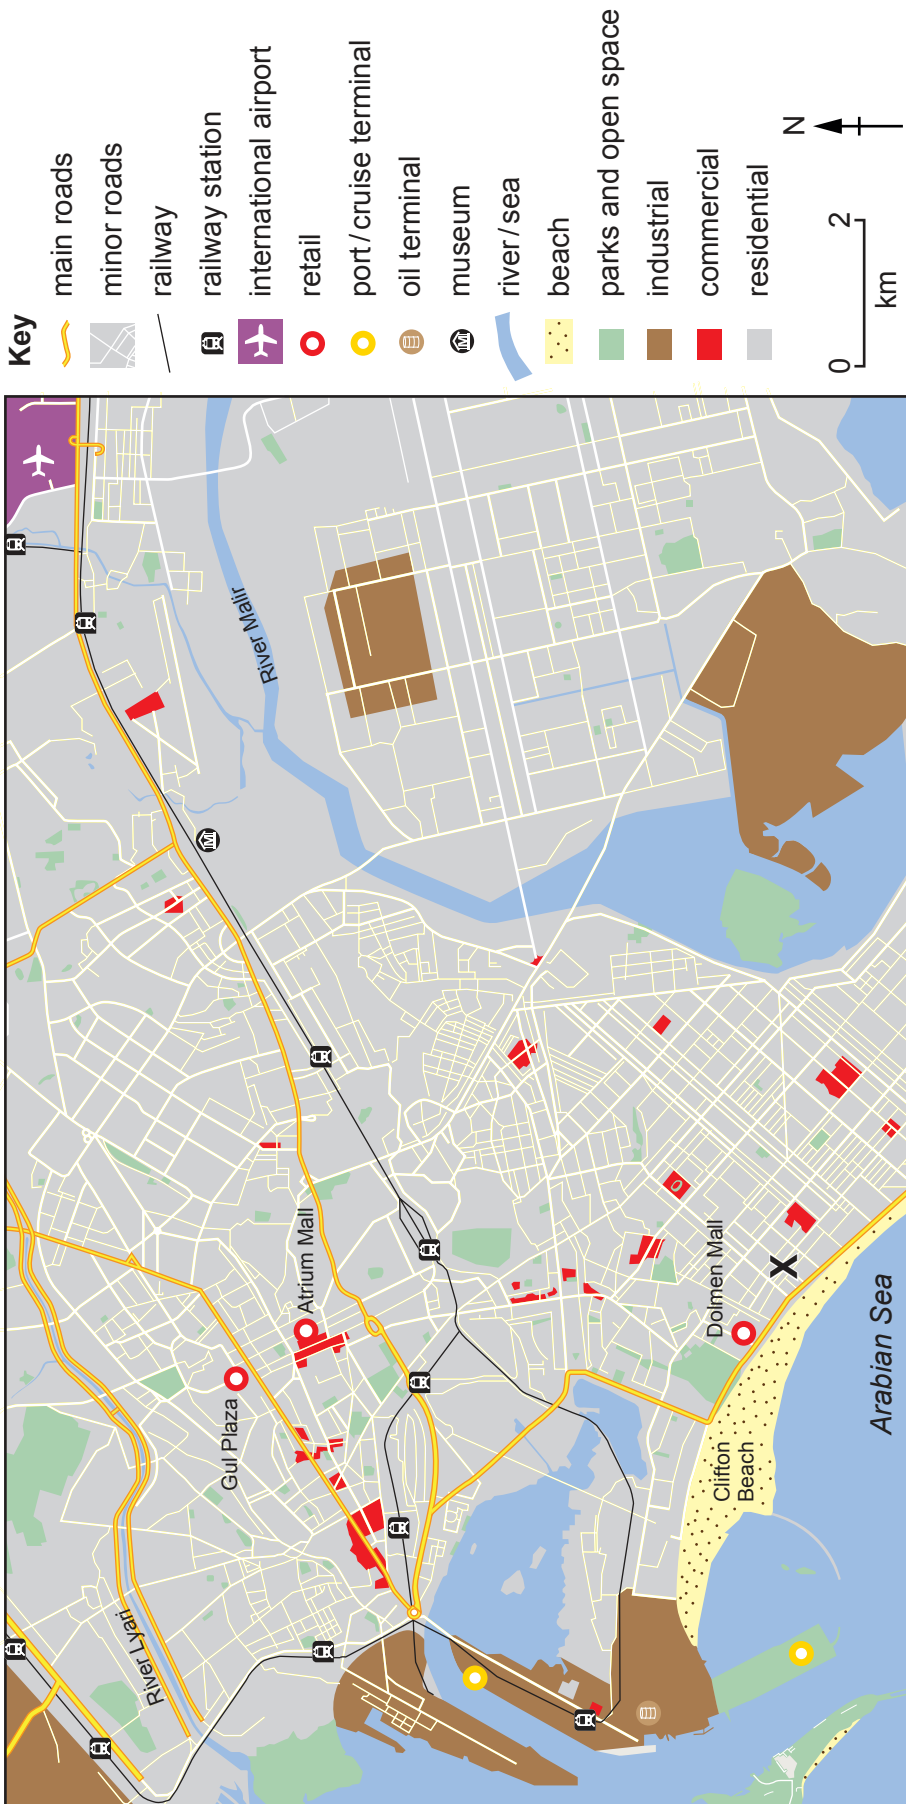 River Lyari
Gul Plaza
Atrium Mall
River Malir
Dolmen Mall
X
Clifton
Beach
Arabian Sea
Key
main roads
minor roads
railway
railway station
international airport
retail
port / cruise terminal
oil terminal
M
museum
river / sea
beach
parks and open space
industrial
commercial
residential
N
0 2
km